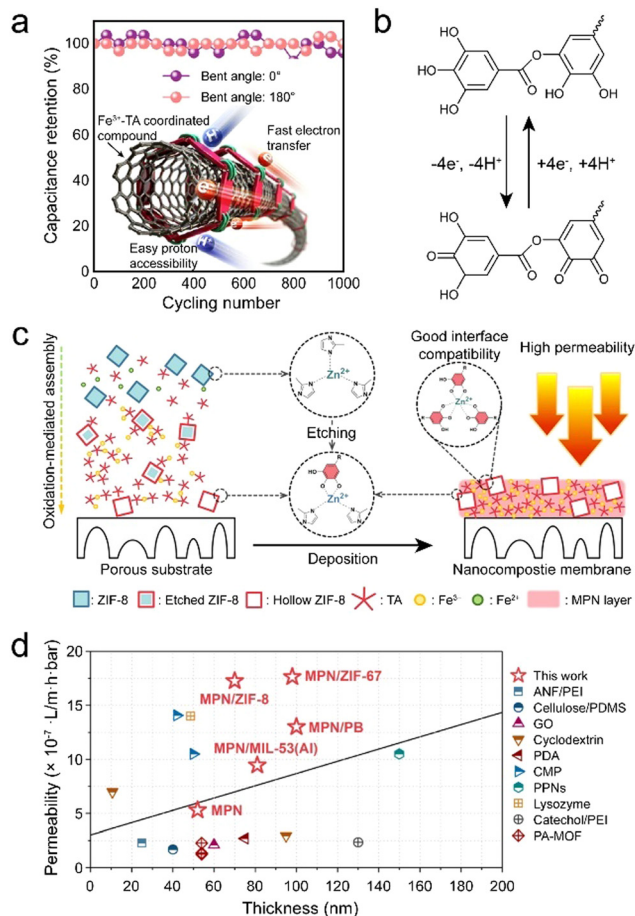 a
Capacitance retention (%)
100
80
60
40
20
0
Bent angle: 0°
Bent angle: 180°
Fe³⁺-TA coordinated
compound
Fast electron
transfer
e⁻
H⁺
H⁺
Easy proton
accessibility
0 200 400 600 800 1000
Cycling number
b
HO
HO
HO
O
O
OH
OH
-4e⁻, -4H⁺
+4e⁻, +4H⁺
HO
O
HO
O
O
O
O
c
Oxidation-mediated assembly
Zn²⁺
Etching
HO
R
Zn²⁺
Good interface
compatibility
Zn²⁺
High permeability
Porous substrate
Deposition
Nanocompostie membrane
: ZIF-8
: Etched ZIF-8
: Hollow ZIF-8
: TA
: Fe³⁺
: Fe²⁺
: MPN layer
d
Permeability (× 10⁻⁷ ·L/m·h·bar)
20
15
10
5
0
MPN/ZIF-67
MPN/ZIF-8
MPN/PB
MPN/MIL-53(Al)
MPN
0 20 40 60 80 100 120 140 160 180 200
Thickness (nm)
This work
ANF/PEI
Cellulose/PDMS
GO
Cyclodextrin
PDA
CMP
PPNs
Lysozyme
Catechol/PEI
PA-MOF